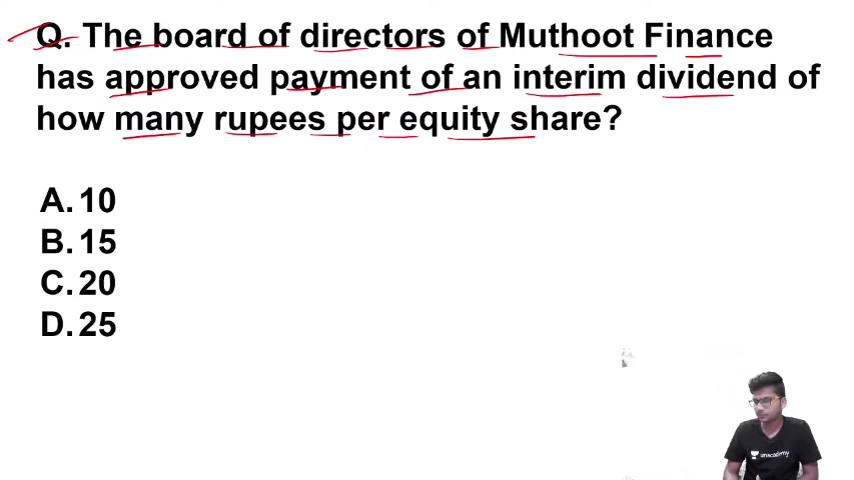 Q. The board of directors of Muthoot Finance
has approved payment of an interim dividend of
how many rupees per equity share?
A. 10
B. 15
C. 20
D. 25
unacademy